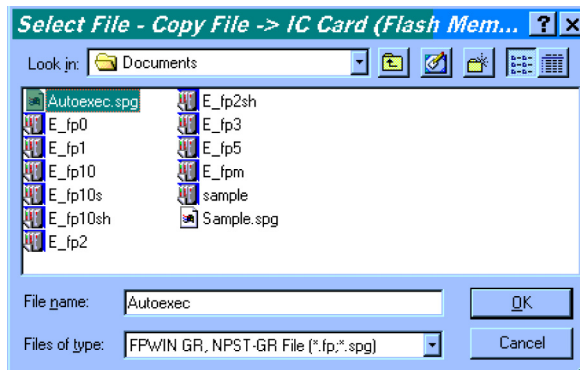 Select File - Copy File -> IC Card (Flash Mem...
Look in: Documents
Autoexec.spg
E_fp0
E_fp1
E_fp10
E_fp10s
E_fp10sh
E_fp2
E_fp2sh
E_fp3
E_fp5
E_fpm
sample
Sample.spg
File name: Autoexec OK
Files of type: FPWIN GR, NPST-GR File (*.fp;*.spg) Cancel